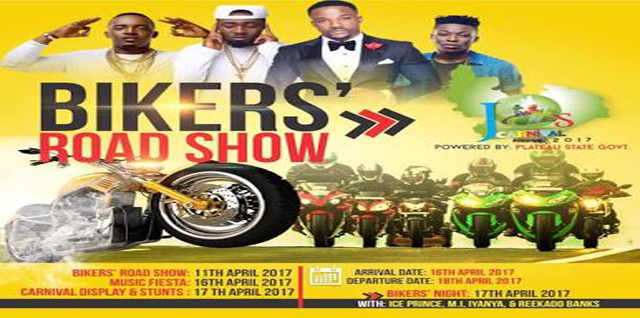 BIKERS'
ROAD SHOW
Jos
CARNIVAL
2017
POWERED BY: PLATEAU STATE GOVT.
BIKERS' ROAD SHOW: 11TH APRIL 2017
MUSIC FIESTA: 16TH APRIL 2017
CARNIVAL DISPLAY & STUNTS : 17 TH APRIL 2017
ARRIVAL DATE: 16TH APRIL 2017
DEPARTURE DATE: 18TH APRIL 2017
BIKERS' NIGHT: 17TH APRIL 2017
WITH: ICE PRINCE, M.I, IYANYA, & REEKADO BANKS